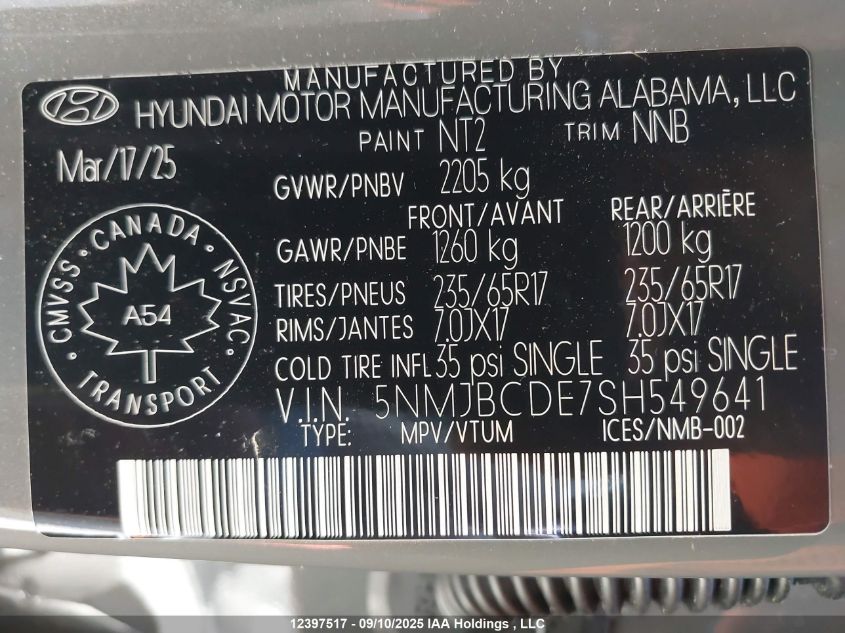 MANUFACTURED BY
HYUNDAI MOTOR MANUFACTURING ALABAMA, LLC
PAINT NT2 TRIM NNB
Mar/17/25
GVWR/PNBV 2205 kg
FRONT/AVANT REAR/ARRIĒRE
GAWR/PNBE 1260 kg 1200 kg
TIRES/PNEUS 235/65R17 235/65R17
RIMS/JANTES 7.0JX17 7.0JX17
COLD TIRE INFL 35 psi SINGLE 35 psi SINGLE
V.I.N. 5NMJBCDE7SH549641
TYPE: MPV/VTUM ICES/NMB-002
CMVSS • CANADA • NSVAC • TRANSPORT •
A54
12397517 - 09/10/2025 IAA Holdings , LLC